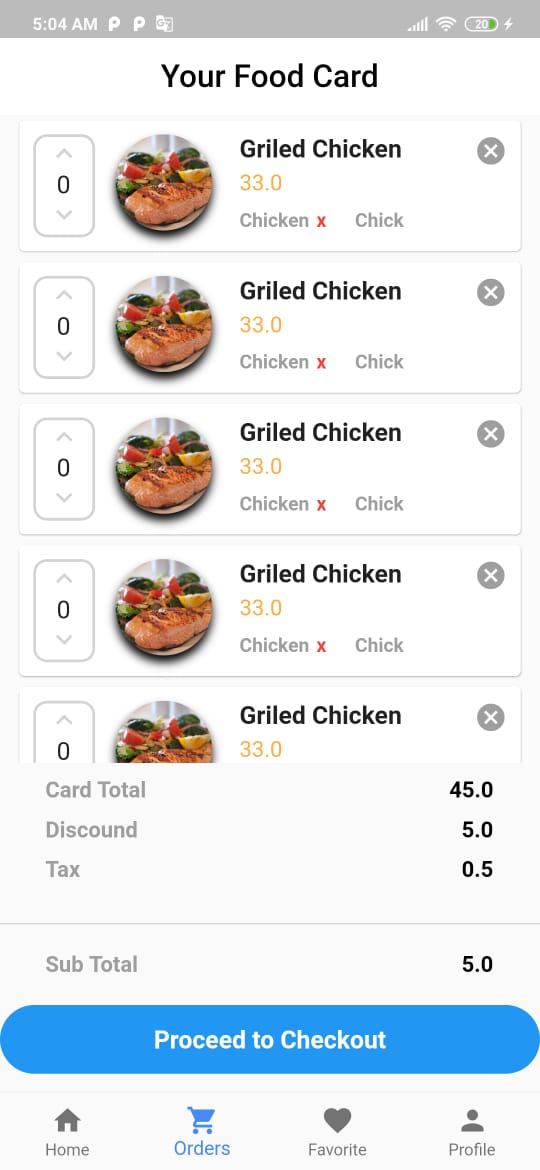 5:04 AM 20
Your Food Card
Griled Chicken
0
33.0
Chicken x Chick
Griled Chicken
0
33.0
Chicken x Chick
Griled Chicken
0
33.0
Chicken x Chick
Griled Chicken
0
33.0
Chicken x Chick
Griled Chicken
0
33.0
Card Total 45.0
Discound 5.0
Tax 0.5
Sub Total 5.0
Proceed to Checkout
Home Orders Favorite Profile